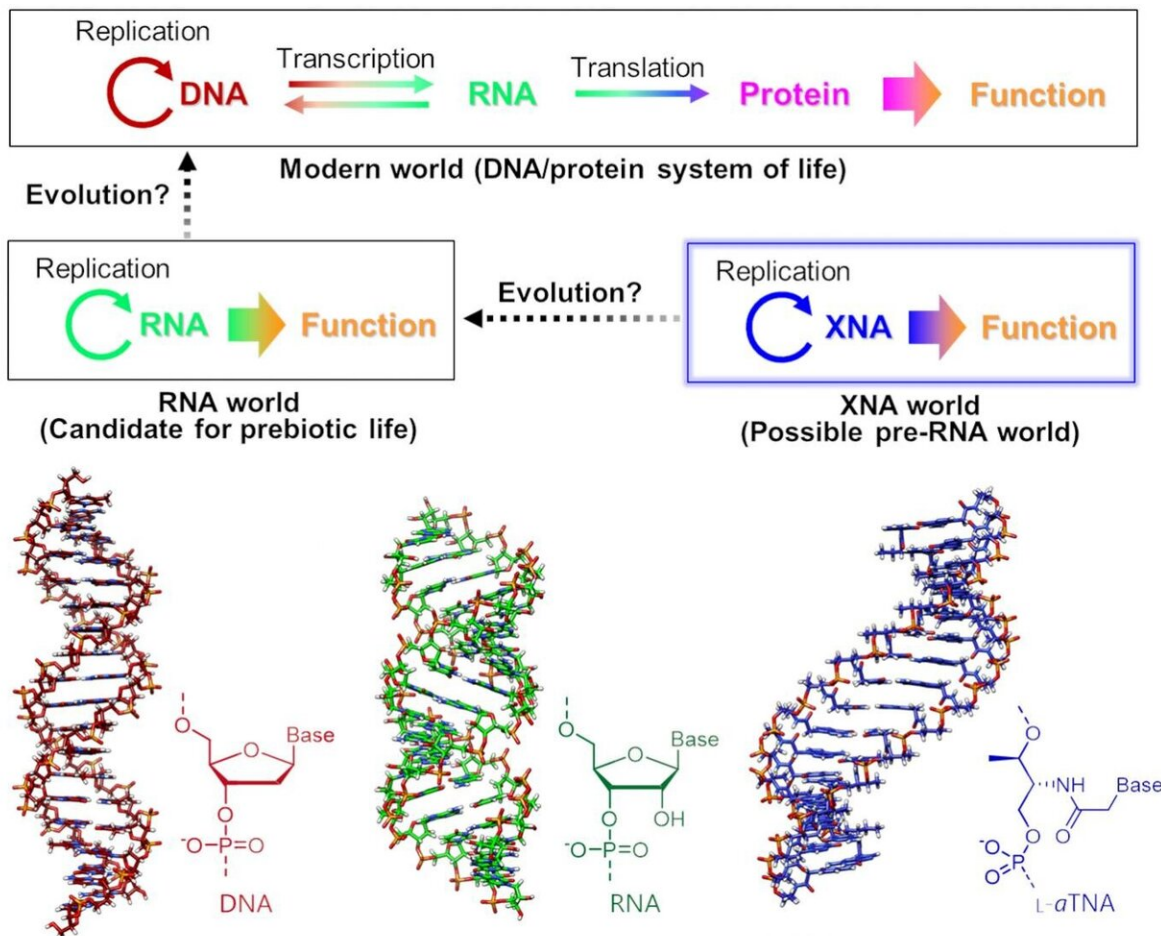 Replication
Transcription
Translation
DNA
RNA
Protein
Function
Modern world (DNA/protein system of life)
Evolution?
Replication
RNA
Function
Evolution?
Replication
XNA
Function
RNA world
(Candidate for prebiotic life)
XNA world
(Possible pre-RNA world)
O
O
Base
O
-O-P=O
DNA
O
O
Base
O
OH
-O-P=O
RNA
O
NH
Base
O
O
-O
P
O
L-aTNA